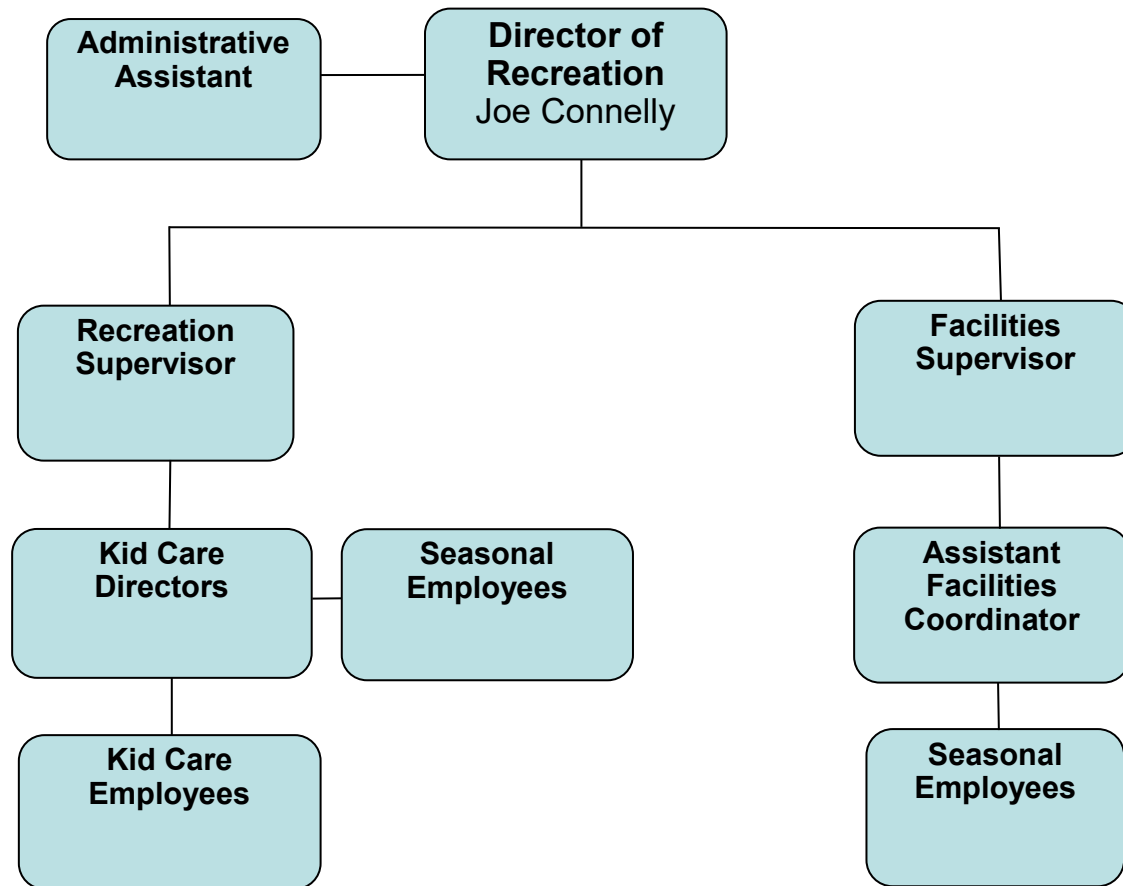 Administrative
Assistant
Director of
Recreation
Joe Connelly
Recreation
Supervisor
Facilities
Supervisor
Kid Care
Directors
Seasonal
Employees
Assistant
Facilities
Coordinator
Kid Care
Employees
Seasonal
Employees